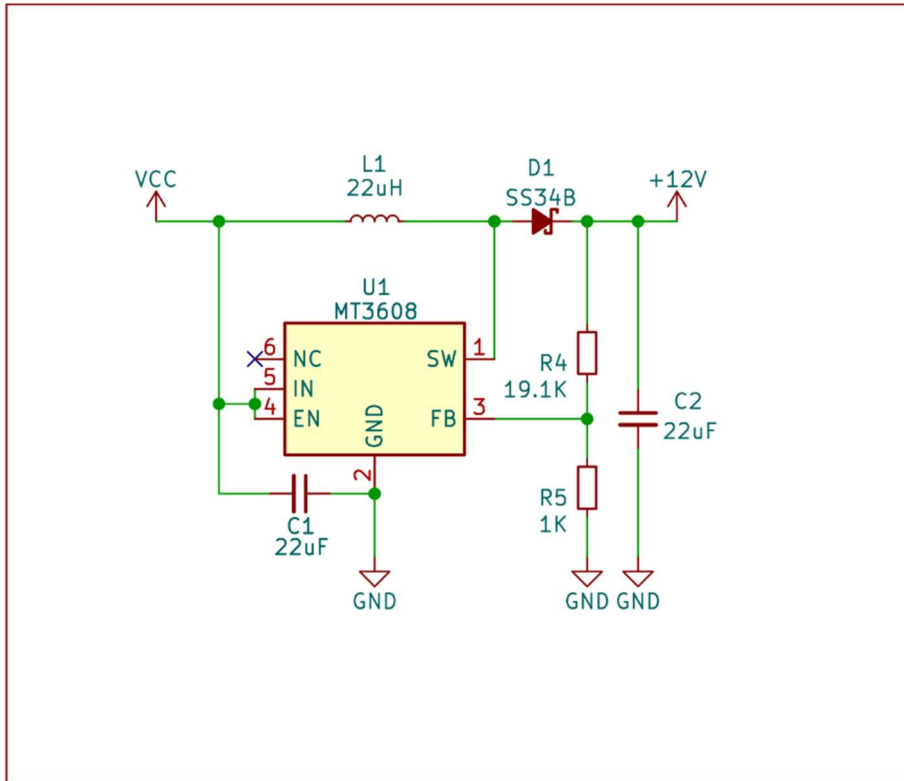 VCC
L1
22uH
D1
SS34B
+12V
U1
MT3608
6
NC
5
IN
4
EN
GND
2
SW
1
FB
3
R4
19.1K
C2
22uF
R5
1K
C1
22uF
GND
GND
GND